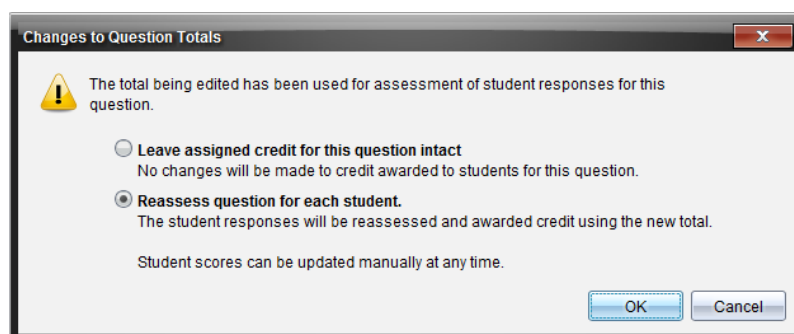 Changes to Question Totals
The total being edited has been used for assessment of student responses for this
question.
Leave assigned credit for this question intact
No changes will be made to credit awarded to students for this question.
Reassess question for each student.
The student responses will be reassessed and awarded credit using the new total.
Student scores can be updated manually at any time.
OK Cancel